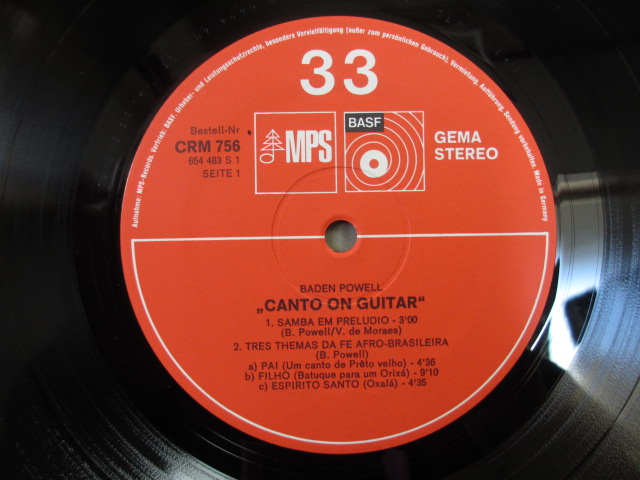 Aufnahme: MPS-Records. Vertrieb: BASF. Urheber- und Leistungsschutzrechte, besonders Vervielfältigung (außer zum persönlichen Gebrauch), Vermietung, Aufführung, Sendung vorbehalten. Made in Germany
33
Bestell-Nr
CRM 756
654 483 S 1
SEITE 1
MPS
BASF
GEMA
STEREO
BADEN POWELL
„CANTO ON GUITAR“
1. SAMBA EM PRELUDIO - 3'00
(B. Powell/V. de Moraes)
2. TRES THEMAS DA FE AFRO-BRASILEIRA
(B. Powell)
a) PAI (Um canto de Prêto velho) - 4'36
b) FILHO (Batuque para um Orixá) - 9'10
c) ESPIRITO SANTO (Oxalá) - 4'35